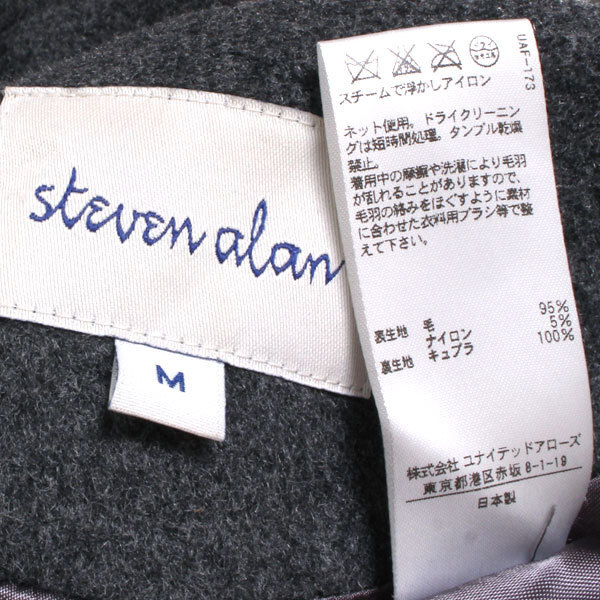 steven alan
M
UAF-173
スチームで浮かしアイロン
ネット使用。ドライクリーニン
グは短時間処理。タンブル乾燥
禁止。
着用中の摩擦や洗濯により毛羽
が乱れることがありますので、
毛羽の絡みをほぐすように素材
に合わせた衣料用ブラシ等で整
えて下さい。
表生地 毛 95%
ナイロン 5%
裏生地 キュプラ 100%
株式会社 ユナイテッドアローズ
東京都港区赤坂8-1-19
日本製